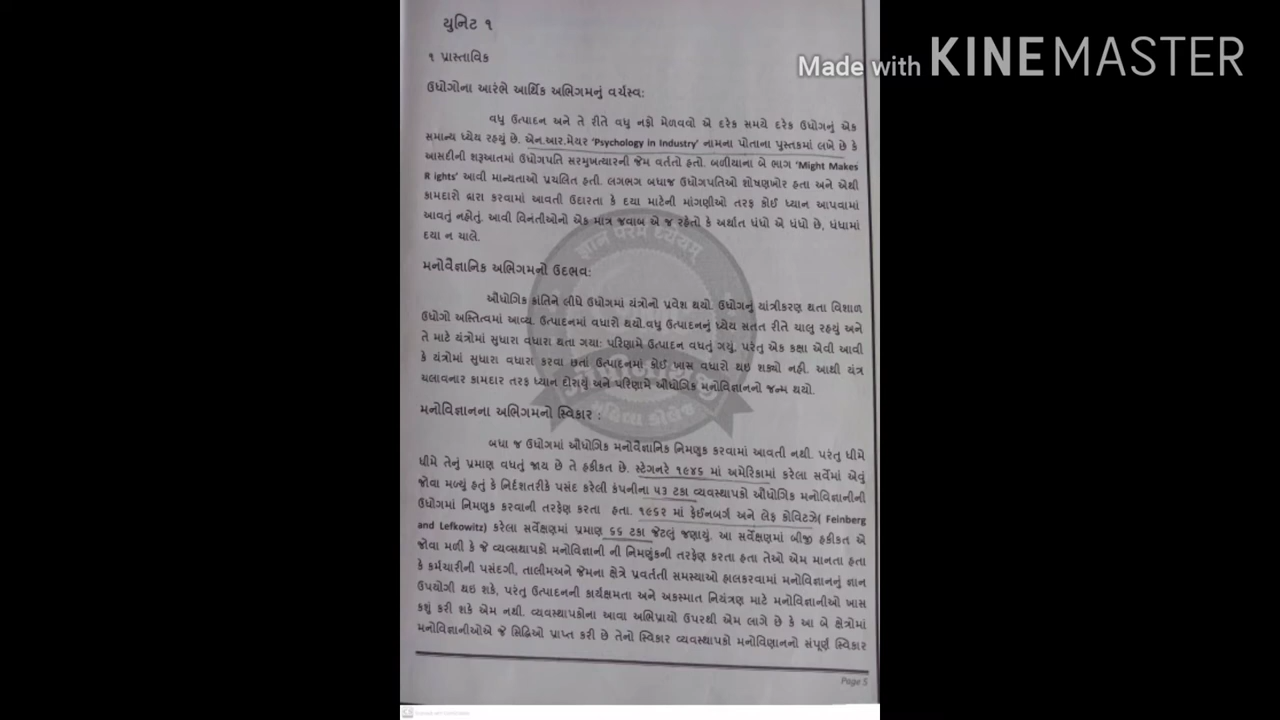 યુનિટ ૧
Made with KINEMASTER
૧ પ્રાસ્તાવિક
ઉધોગોના આરંભે આર્થિક અભિગમનું વર્ચસ્વ:
વધુ ઉત્પાદન અને તે રીતે વધુ નફો મેળવવો એ દરેક સમયે દરેક ઉધોગનું એક
સમાન્ય ધ્યેય રહ્યું છે. એન.આર.મેયર ‘Psychology in Industry’ નામના પોતાના પુસ્તકમાં લખે છે કે
આસદીની શરૂઆતમાં ઉધોગપતિ સરમુખત્યારની જેમ વર્તતો હતો. બળીયાના બે ભાગ ‘Might Makes
R ights’ આવી માન્યતાઓ પ્રચલિત હતી. લગભગ બધાજ ઉધોગપતિઓ શોષણખોર હતા અને એથી
કામદારો દ્વારા કરવામાં આવતી ઉદારતા કે દયા માટેની માંગણીઓ તરફ કોઈ ધ્યાન આપવામાં
આવતું નહોતું. આવી વિનંતીઓનો એક માત્ર જવાબ એ જ રહેતો કે અર્થાત ધંધો એ ધંધો છે, ધંધામાં
દયા ન ચાલે.
મનોવૈજ્ઞાનિક અભિગમનો ઉદભવ:
ઔધોગિક ક્રાંતિને લીધે ઉધોગમાં યંત્રોનો પ્રવેશ થયો. ઉધોગનું યાંત્રીકરણ થતા વિશાળ
ઉધોગો અસ્તિત્વમાં આવ્ય. ઉત્પાદનમાં વધારો થયો.વધુ ઉત્પાદનનું ધ્યેય સતત રીતે ચાલુ રહ્યું અને
તે માટે યંત્રોમાં સુધારા વધારા થતા ગયા: પરિણામે ઉત્પાદન વધતું ગયું, પરંતુ એક કક્ષા એવી આવી
કે યંત્રોમાં સુધારા વધારા કરવા છતાં ઉત્પાદનમાં કોઈ ખાસ વધારો થઇ શક્યો નહી. આથી યંત્ર
ચલાવનાર કામદાર તરફ ધ્યાન દોરાયું અને પરિણામે ઔધોગિક મનોવિજ્ઞાનનો જન્મ થયો.
મનોવિજ્ઞાનના અભિગમનો સ્વિકાર :
બધા જ ઉધોગમાં ઔધોગિક મનોવૈજ્ઞાનિક નિમણુક કરવામાં આવતી નથી. પરંતુ ધીમે
ધીમે તેનું પ્રમાણ વધતું જાય છે તે હકીકત છે. સ્ટેગનરે ૧૯૪૬ માં અમેરિકામાં કરેલા સર્વેમાં એવું
જોવા મળ્યું હતું કે નિર્દશતરીકે પસંદ કરેલી કંપનીના ૫૩ ટકા વ્યવસ્થાપકો ઔધોગિક મનોવિજ્ઞાનીની
ઉધોગમાં નિમણુક કરવાની તરફેણ કરતા હતા. ૧૯૬૨ માં ફેઈનબર્ગ અને લેફ કોવિટઝે( Feinberg
and Lefkowitz) કરેલા સર્વેક્ષણમાં પ્રમાણ ૬૬ ટકા જેટલું જણાયું. આ સર્વેક્ષણમાં બીજી હકીકત એ
જોવા મળી કે જે વ્યવ્સથાપકો મનોવિજ્ઞાની ની નિમણુંકની તરફેણ કરતા હતા તેઓ એમ માનતા હતા
કે કર્મચારીની પસંદગી, તાલીમઅને જેમના ક્ષેત્રે પ્રવર્તતી સમસ્યાઓ હાલકરવામાં મનોવિજ્ઞાનનું જ્ઞાન
ઉપયોગી થઇ શકે, પરંતુ ઉત્પાદનની કાર્યક્ષમતા અને અકસ્માત નિયંત્રણ માટે મનોવિજ્ઞાનીઓ ખાસ
કશું કરી શકે એમ નથી. વ્યવસ્થાપકોના આવા અભિપ્રાયો ઉપરથી એમ લાગે છે કે આ બે ક્ષેત્રોમાં
મનોવિજ્ઞાનીઓએ જે સિદ્ધિઓ પ્રાપ્ત કરી છે તેનો સ્વિકાર વ્યવસ્થાપકો મનોવિજ્ઞાનનો સંપૂર્ણ સ્વિકાર
Page 5